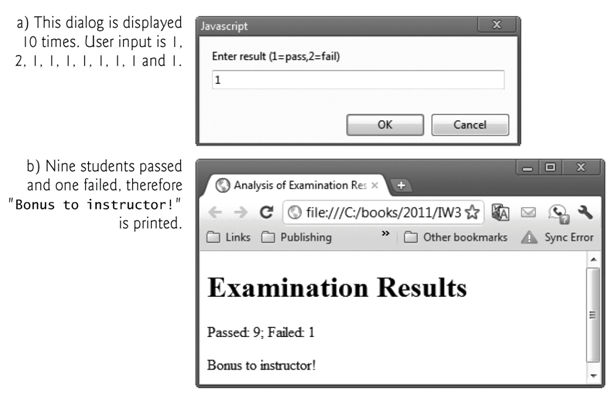 a) This dialog is displayed
10 times. User input is 1,
2, 1, 1, 1, 1, 1, 1, 1 and 1.
Javascript
X
Enter result (1=pass,2=fail)
1
OK
Cancel
b) Nine students passed
and one failed, therefore
"Bonus to instructor!"
is printed.
Analysis of Examination Res ×
+
file:///C:/books/2011/IW3
Links Publishing » Other bookmarks Sync Error
Examination Results
Passed: 9; Failed: 1
Bonus to instructor!